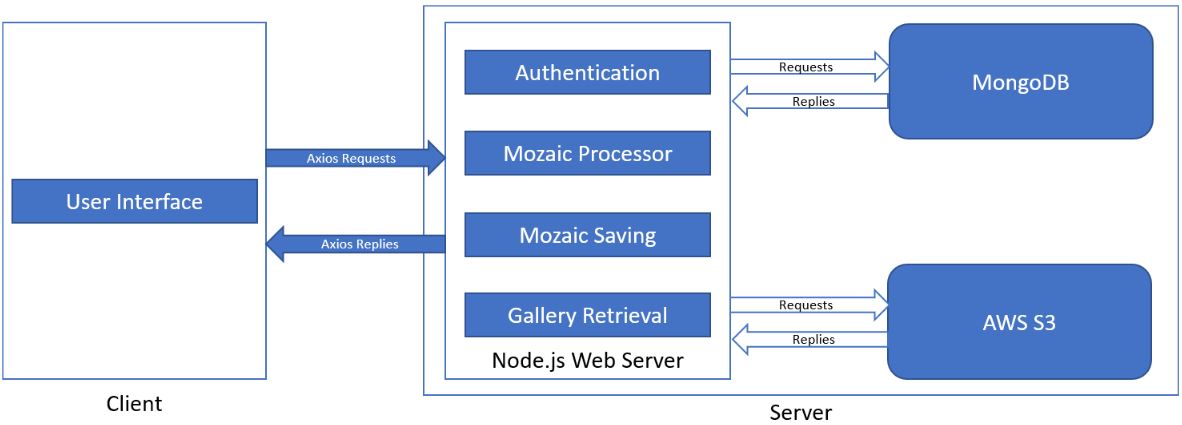 User Interface
Client
Axios Requests
Axios Replies
Authentication
Mozaic Processor
Mozaic Saving
Gallery Retrieval
Node.js Web Server
Requests
Replies
MongoDB
Requests
Replies
AWS S3
Server